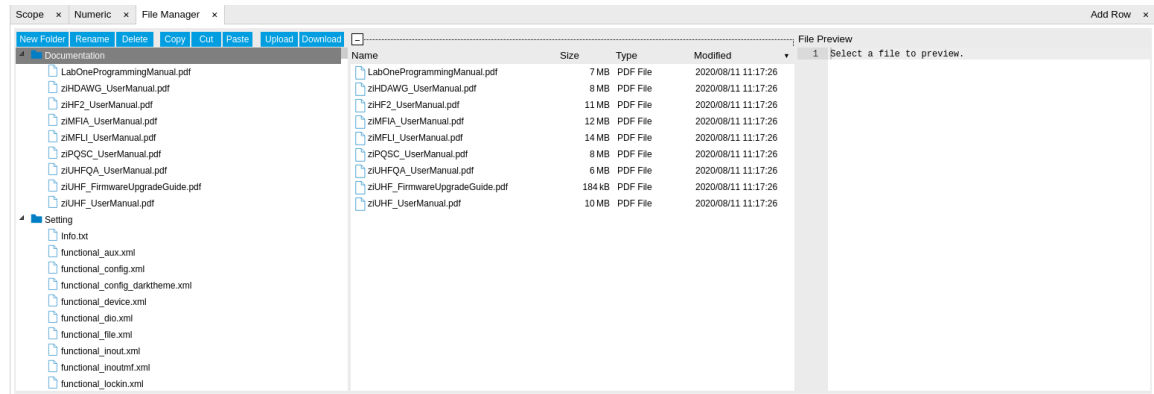 Scope × Numeric × File Manager × Add Row ×
New Folder Rename Delete Copy Cut Paste Upload Download
Documentation
LabOneProgrammingManual.pdf
ziHDAWG_UserManual.pdf
ziHF2_UserManual.pdf
ziMFIA_UserManual.pdf
ziMFLI_UserManual.pdf
ziPQSC_UserManual.pdf
ziUHFQA_UserManual.pdf
ziUHF_FirmwareUpgradeGuide.pdf
ziUHF_UserManual.pdf
Setting
Info.txt
functional_aux.xml
functional_config.xml
functional_config_darktheme.xml
functional_device.xml
functional_dio.xml
functional_file.xml
functional_inout.xml
functional_inoutmf.xml
functional_lockin.xml
Name Size Type Modified
LabOneProgrammingManual.pdf 7 MB PDF File 2020/08/11 11:17:26
ziHDAWG_UserManual.pdf 8 MB PDF File 2020/08/11 11:17:26
ziHF2_UserManual.pdf 11 MB PDF File 2020/08/11 11:17:26
ziMFIA_UserManual.pdf 12 MB PDF File 2020/08/11 11:17:26
ziMFLI_UserManual.pdf 14 MB PDF File 2020/08/11 11:17:26
ziPQSC_UserManual.pdf 8 MB PDF File 2020/08/11 11:17:26
ziUHFQA_UserManual.pdf 6 MB PDF File 2020/08/11 11:17:26
ziUHF_FirmwareUpgradeGuide.pdf 184 kB PDF File 2020/08/11 11:17:26
ziUHF_UserManual.pdf 10 MB PDF File 2020/08/11 11:17:26
File Preview
1 Select a file to preview.